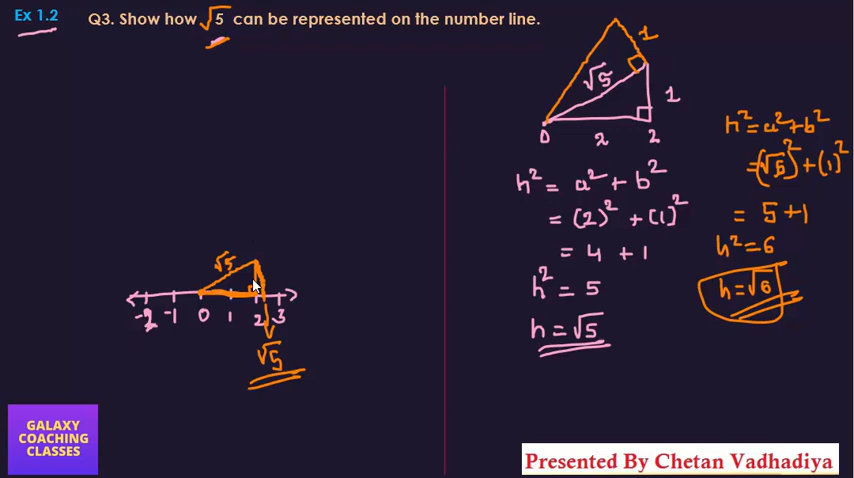 Ex 1.2
Q3. Show how √5 can be represented on the number line.
√5
-2 -1 0 1 2 3
√5
1
√5
1
0 2 2
h² = a² + b²
= (2)² + (1)²
= 4 + 1
h² = 5
h = √5
h² = a² + b²
= (√5)² + (1)²
= 5 + 1
h² = 6
h = √6
GALAXY
COACHING
CLASSES
Presented By Chetan Vadhadiya